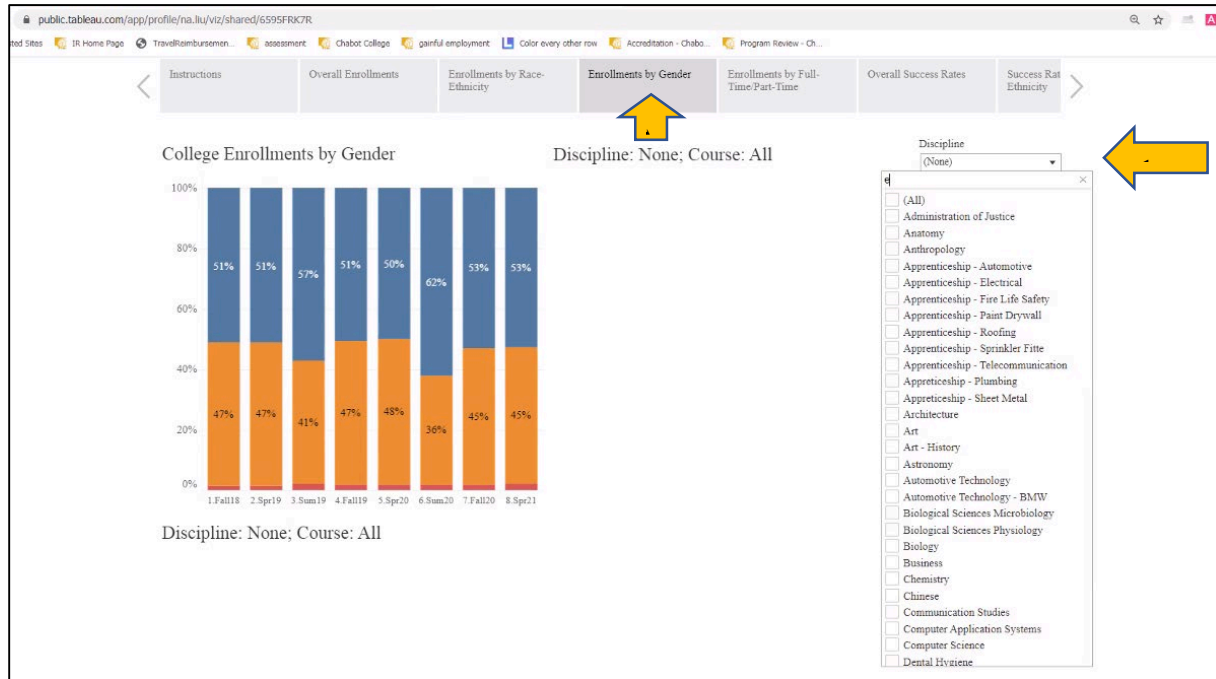 public.tableau.com/app/profile/na.liu/viz/shared/6595FRK7R
ted Sites IR Home Page TravelReimbursemen... assessment Chabot College gainful employment Color every other row Accreditation - Chabo... Program Review - Ch...
Instructions
Overall Enrollments
Enrollments by Race-
Ethnicity
Enrollments by Gender
Enrollments by Full-
Time/Part-Time
Overall Success Rates
Success Rat
Ethnicity
College Enrollments by Gender
Discipline: None; Course: All
Discipline
(None)
e
(All)
Administration of Justice
Anatomy
Anthropology
Apprenticeship - Automotive
Apprenticeship - Electrical
Apprenticeship - Fire Life Safety
Apprenticeship - Paint Drywall
Apprenticeship - Roofing
Apprenticeship - Sprinkler Fitte
Apprenticeship - Telecommunication
Appreticeship - Plumbing
Appreticeship - Sheet Metal
Architecture
Art
Art - History
Astronomy
Automotive Technology
Automotive Technology - BMW
Biological Sciences Microbiology
Biological Sciences Physiology
Biology
Business
Chemistry
Chinese
Communication Studies
Computer Application Systems
Computer Science
Dental Hygiene
100%
80%
60%
40%
20%
0%
51% 51% 57% 51% 50% 62% 53% 53%
47% 47% 41% 47% 48% 36% 45% 45%
1.Fall18 2.Spr19 3.Sum19 4.Fall19 5.Spr20 6.Sum20 7.Fall20 8.Spr21
Discipline: None; Course: All